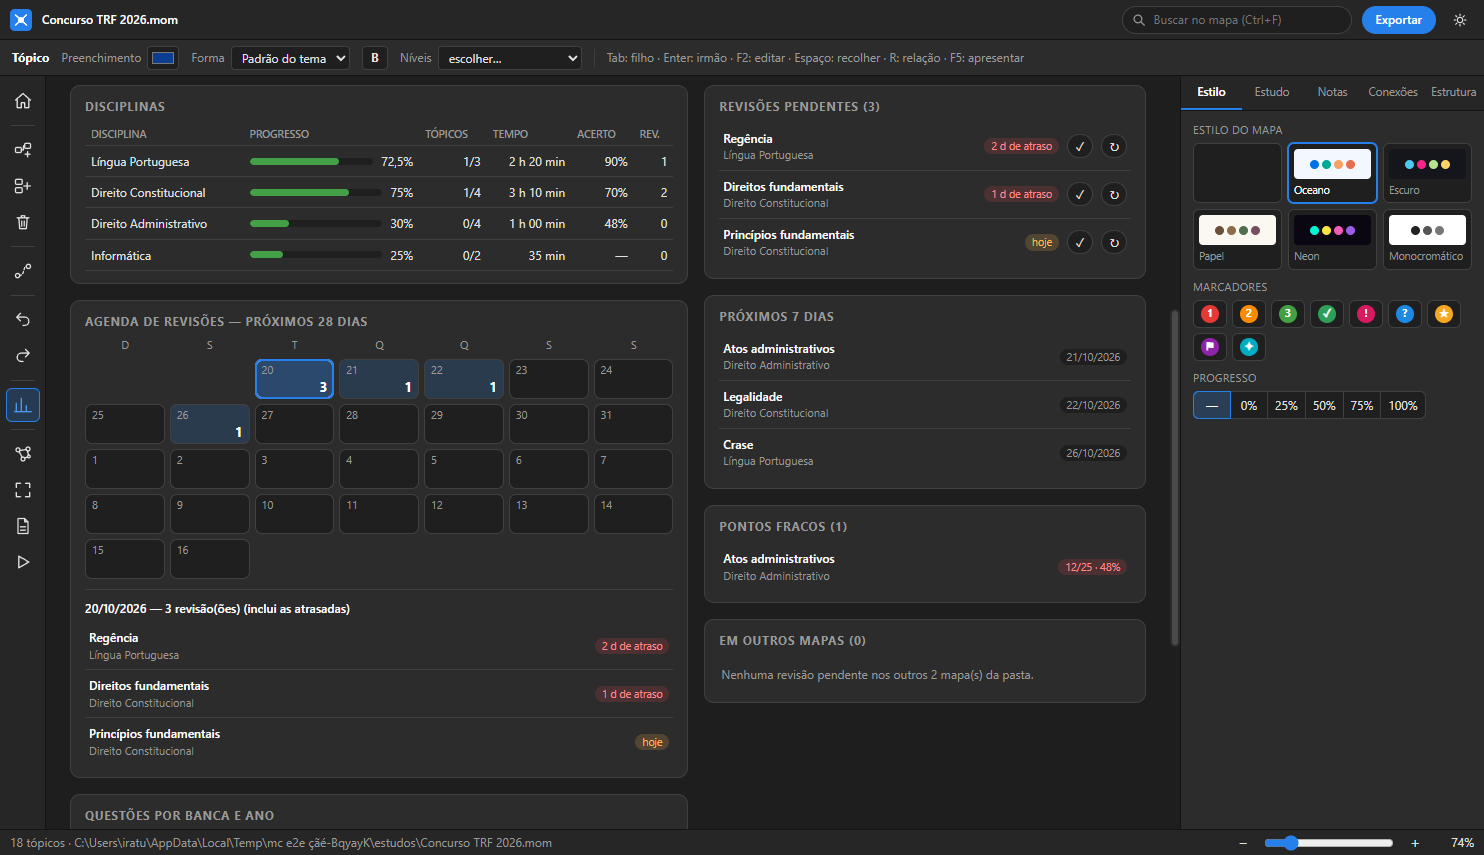 Concurso TRF 2026.mom
Buscar no mapa (Ctrl+F)
Exportar
Tópico Preenchimento Forma Padrão do tema B Níveis escolher... Tab: filho · Enter: irmão · F2: editar · Espaço: recolher · R: relação · F5: apresentar
DISCIPLINAS
DISCIPLINA PROGRESSO TÓPICOS TEMPO ACERTO REV.
Língua Portuguesa 72,5% 1/3 2 h 20 min 90% 1
Direito Constitucional 75% 1/4 3 h 10 min 70% 2
Direito Administrativo 30% 0/4 1 h 00 min 48% 0
Informática 25% 0/2 35 min — 0
AGENDA DE REVISÕES — PRÓXIMOS 28 DIAS
D S T Q Q S S
20 3 21 1 22 1 23 24
25 26 1 27 28 29 30 31
1 2 3 4 5 6 7
8 9 10 11 12 13 14
15 16
20/10/2026 — 3 revisão(ões) (inclui as atrasadas)
Regência
Língua Portuguesa
2 d de atraso
Direitos fundamentais
Direito Constitucional
1 d de atraso
Princípios fundamentais
Direito Constitucional
hoje
QUESTÕES POR BANCA E ANO
REVISÕES PENDENTES (3)
Regência
Língua Portuguesa
2 d de atraso ✓ ↻
Direitos fundamentais
Direito Constitucional
1 d de atraso ✓ ↻
Princípios fundamentais
Direito Constitucional
hoje ✓ ↻
PRÓXIMOS 7 DIAS
Atos administrativos
Direito Administrativo
21/10/2026
Legalidade
Direito Constitucional
22/10/2026
Crase
Língua Portuguesa
26/10/2026
PONTOS FRACOS (1)
Atos administrativos
Direito Administrativo
12/25 · 48%
EM OUTROS MAPAS (0)
Nenhuma revisão pendente nos outros 2 mapa(s) da pasta.
Estilo Estudo Notas Conexões Estrutura
ESTILO DO MAPA
Oceano Escuro
Papel Neon Monocromático
MARCADORES
1 2 3 ✓ ! ? ★
PROGRESSO
— 0% 25% 50% 75% 100%
18 tópicos · C:\Users\iratu\AppData\Local\Temp\mc e2e çãé-BqyayK\estudos\Concurso TRF 2026.mom
− + 74%